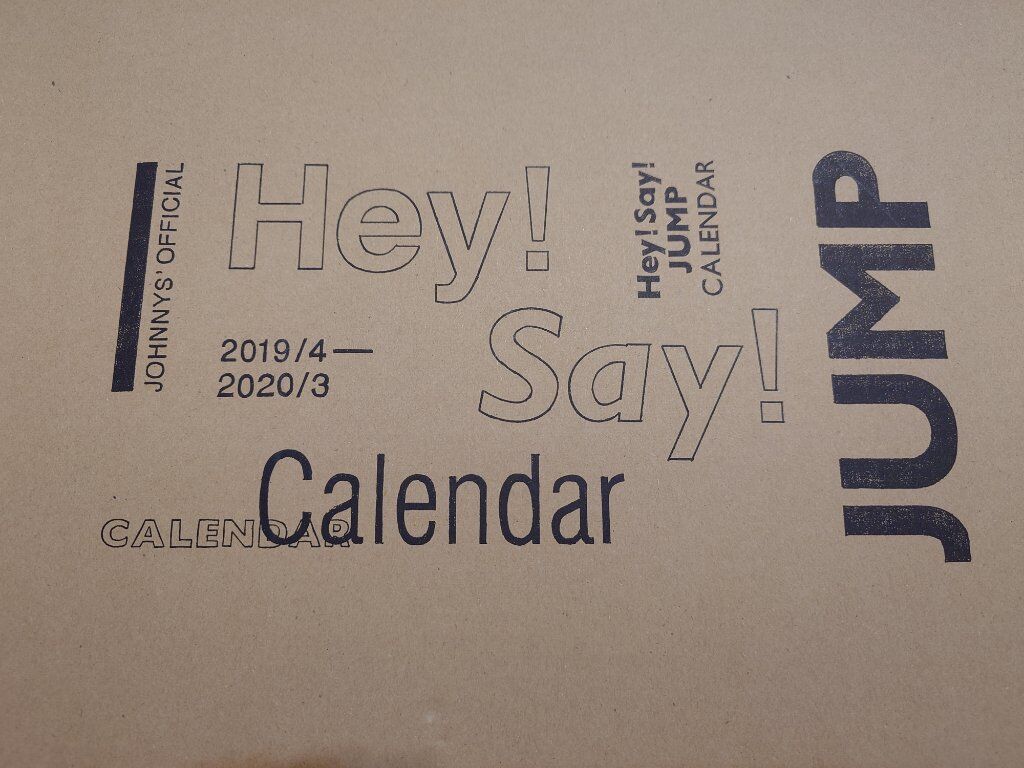 JOHNNYS' OFFICIAL
Hey!
Say!
JUMP
Hey! Say!
JUMP
CALENDAR
2019/4—
2020/3
Calendar
CALENDAR